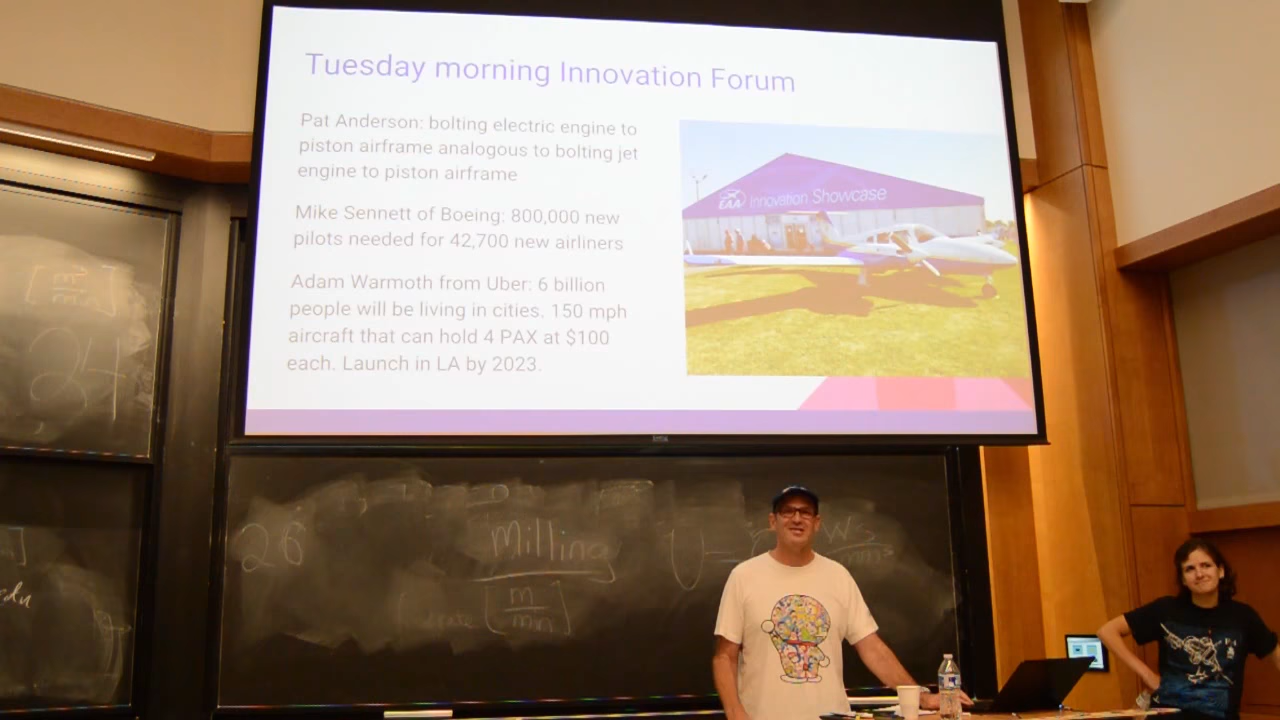 Tuesday morning Innovation Forum
Pat Anderson: bolting electric engine to
piston airframe analogous to bolting jet
engine to piston airframe
Mike Sennett of Boeing: 800,000 new
pilots needed for 42,700 new airliners
Adam Warmoth from Uber: 6 billion
people will be living in cities. 150 mph
aircraft that can hold 4 PAX at $100
each. Launch in LA by 2023.
EAA Innovation Showcase
24
26
Milling
rate [m/min]
edu